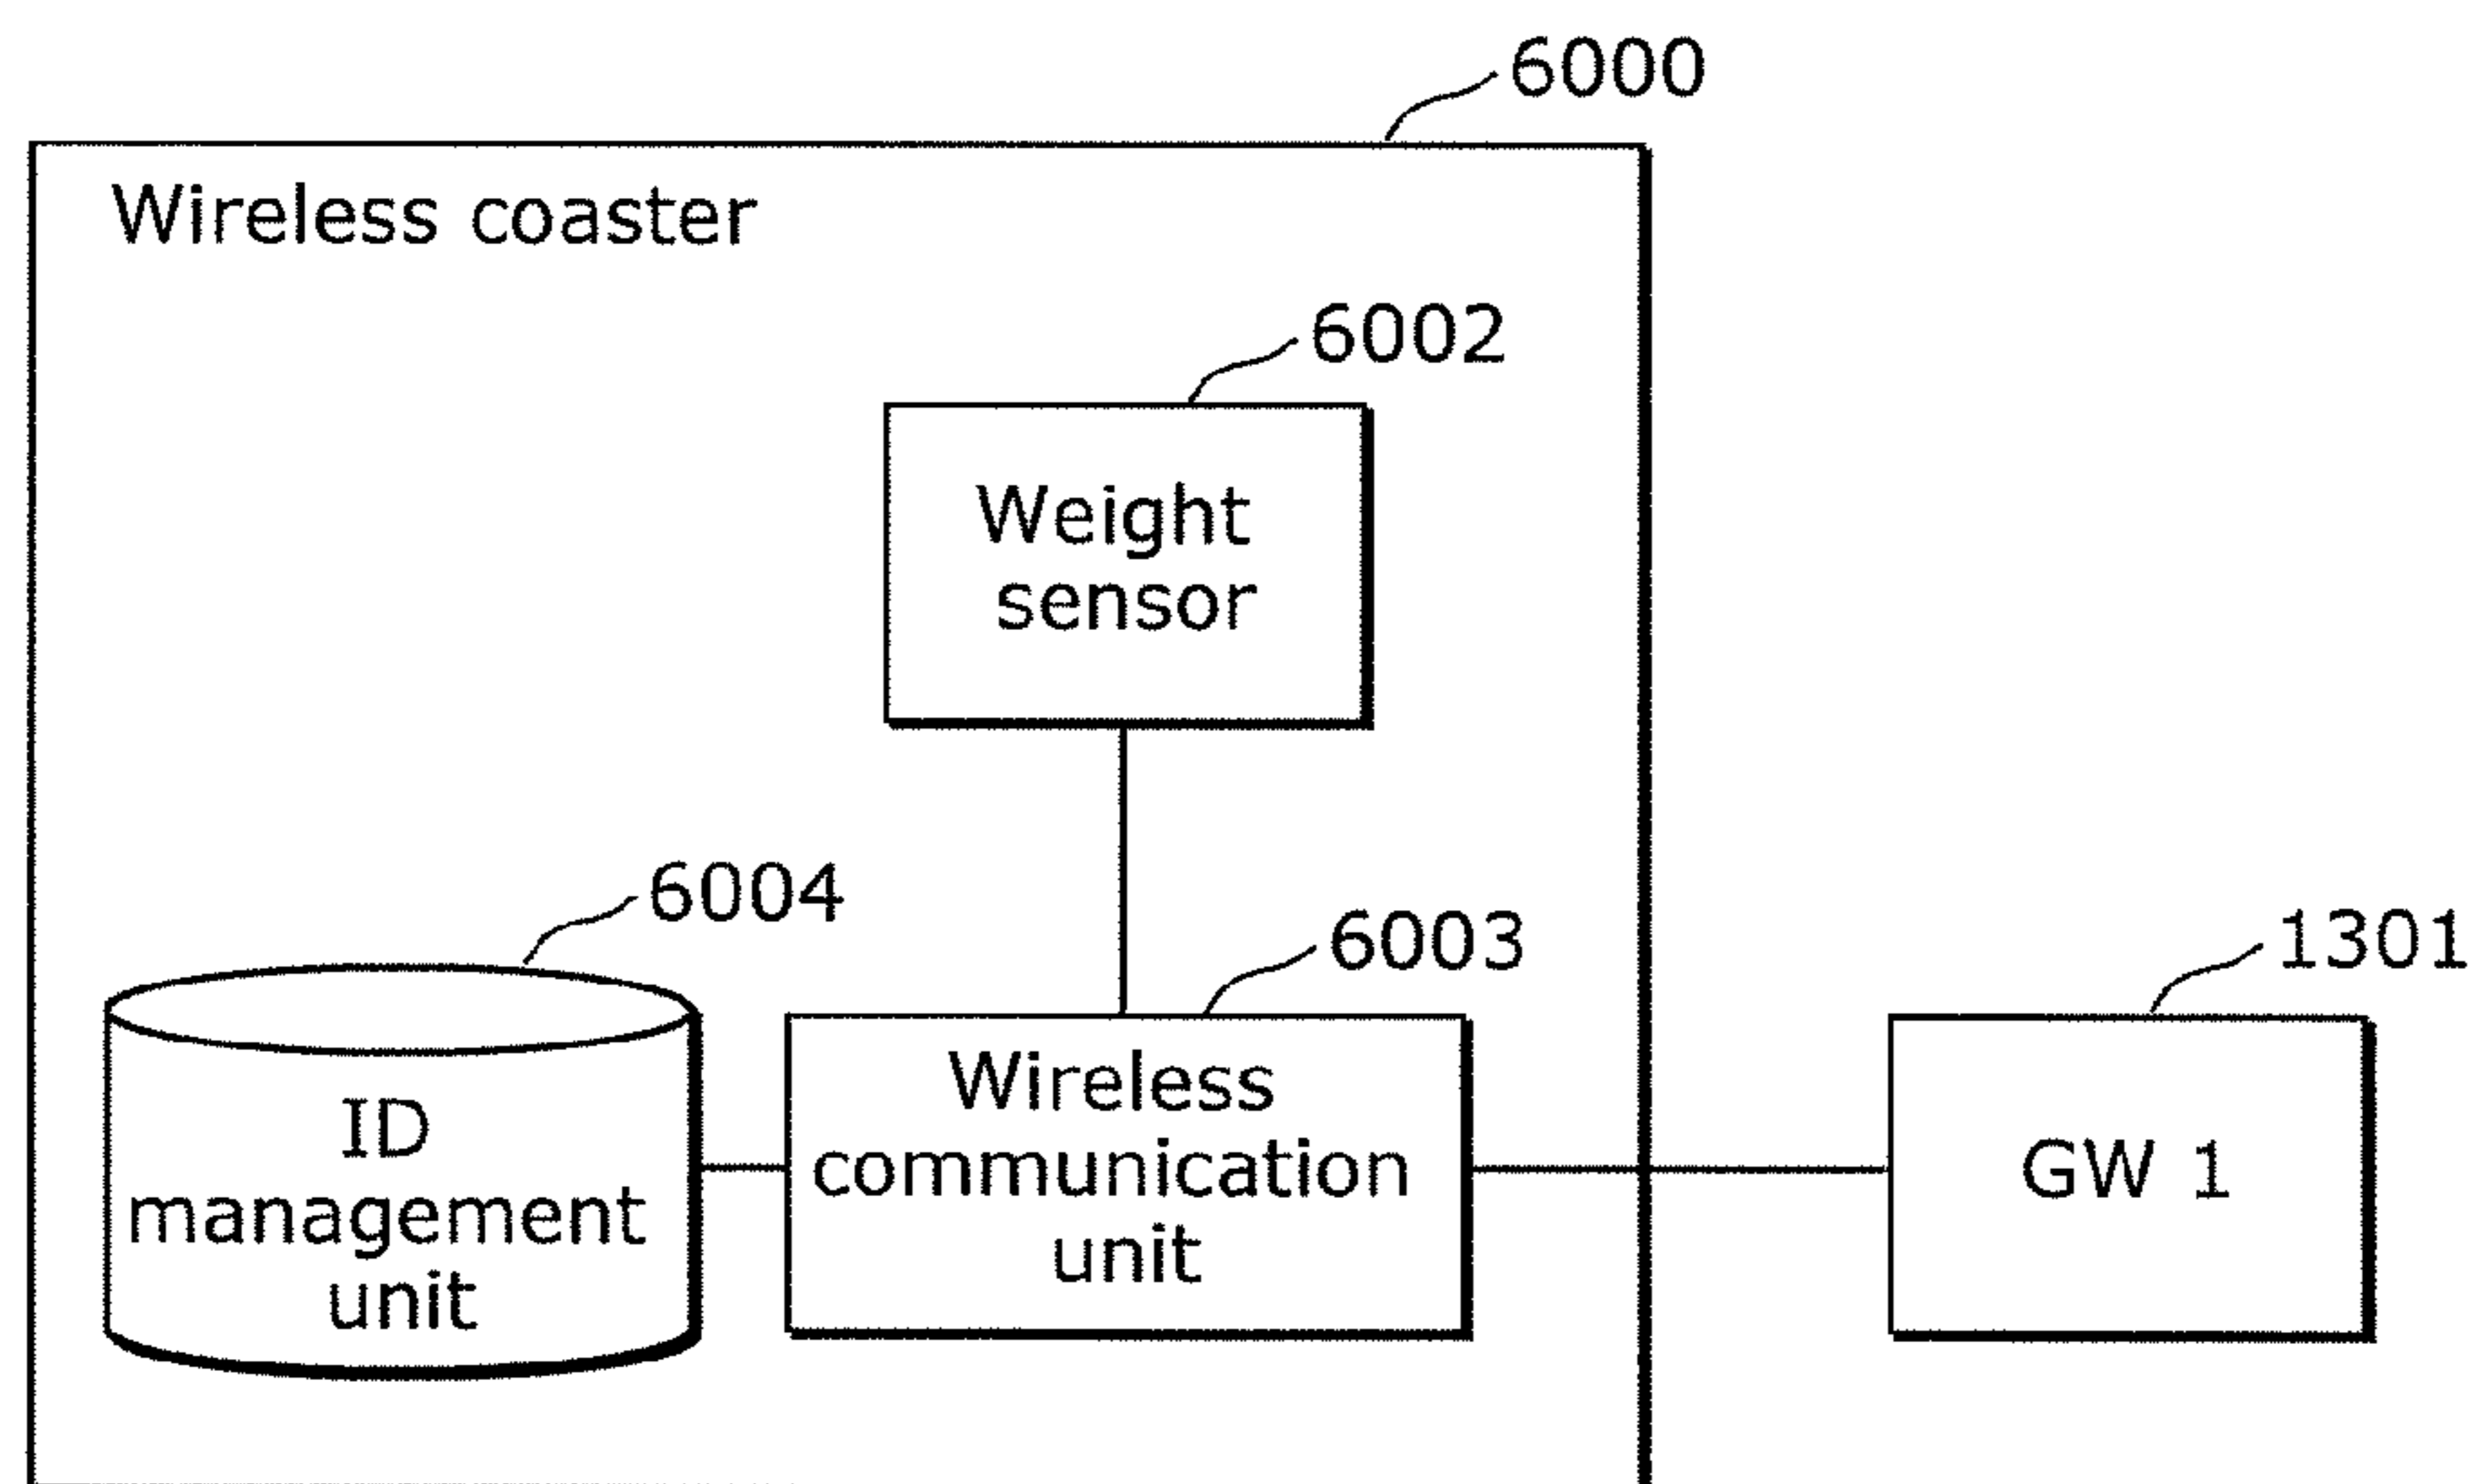 6000
Wireless coaster
6002
Weight
sensor
6004
6003
1301
ID
management
unit
Wireless
communication
unit
GW 1